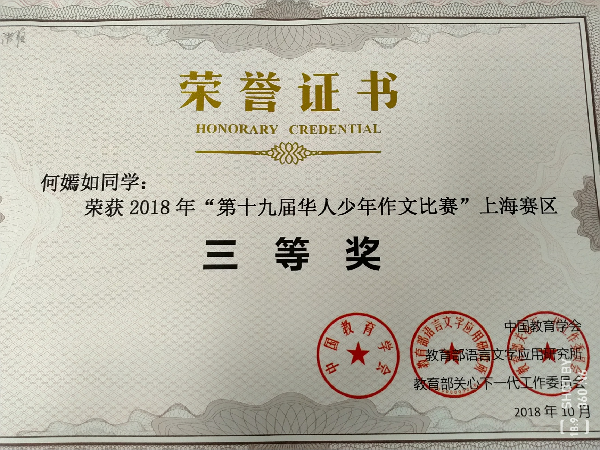 荣誉证书
HONORARY CREDENTIAL
何嫣如同学：
荣获 2018 年“第十九届华人少年作文比赛”上海赛区
三等奖
中国教育学会
中国教育学会
教育部语言文字应用研究所
教育部关心下一代工作委员会
2018 年 10 月
SHOT BY